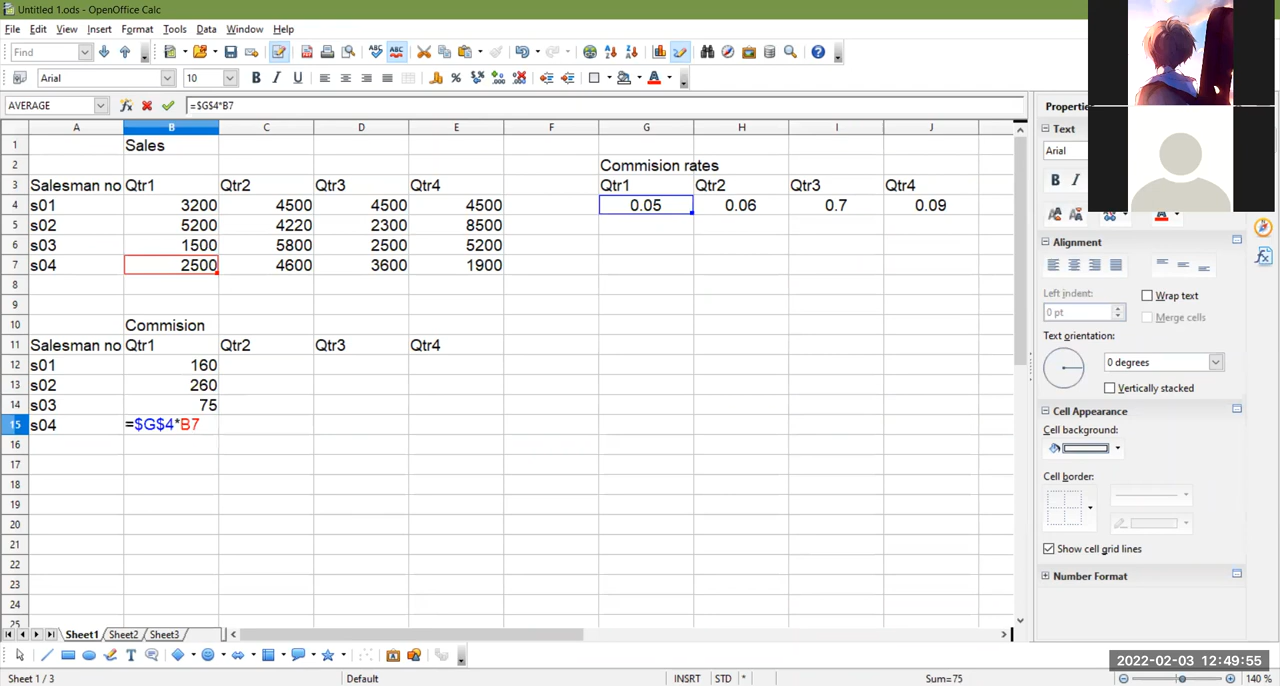 Untitled 1.ods - OpenOffice Calc
File Edit View Insert Format Tools Data Window Help
Find
Arial 10
AVERAGE =$G$4*B7
A B C D E F G H I J
1 Sales
2 Commision rates
3 Salesman no Qtr1 Qtr2 Qtr3 Qtr4 Qtr1 Qtr2 Qtr3 Qtr4
4 s01 3200 4500 4500 4500 0.05 0.06 0.7 0.09
5 s02 5200 4220 2300 8500
6 s03 1500 5800 2500 5200
7 s04 2500 4600 3600 1900
8
9
10 Commision
11 Salesman no Qtr1 Qtr2 Qtr3 Qtr4
12 s01 160
13 s02 260
14 s03 75
15 s04 =$G$4*B7
16
17
18
19
20
21
22
23
24
25
Properti
Text
Arial
B I
Alignment
Left indent:
Wrap text
0 pt
Merge cells
Text orientation:
0 degrees
Vertically stacked
Cell Appearance
Cell background:
Cell border:
Show cell grid lines
Number Format
Sheet1 Sheet2 Sheet3
2022-02-03 12:49:55
Sheet 1 / 3 Default INSRT STD * Sum=75 140 %